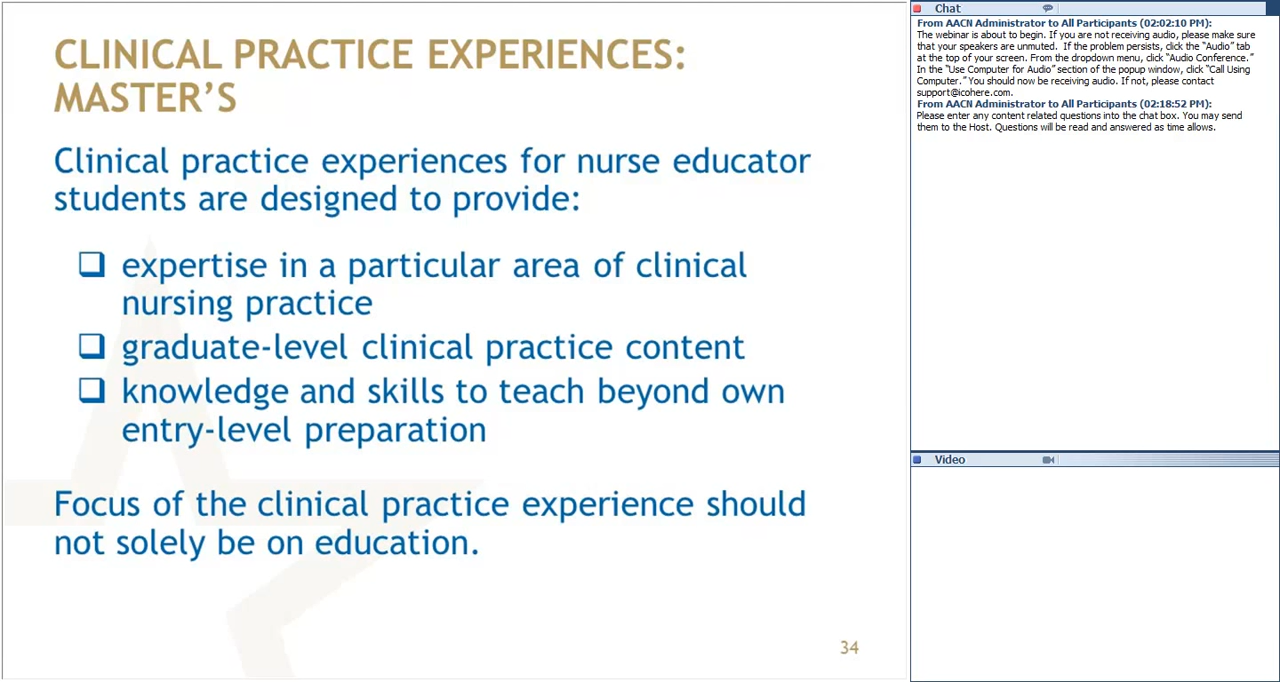 CLINICAL PRACTICE EXPERIENCES:
MASTER'S
Clinical practice experiences for nurse educator
students are designed to provide:
❑ expertise in a particular area of clinical
nursing practice
❑ graduate-level clinical practice content
❑ knowledge and skills to teach beyond own
entry-level preparation
Focus of the clinical practice experience should
not solely be on education.
34
Chat
From AACN Administrator to All Participants (02:02:10 PM):
The webinar is about to begin. If you are not receiving audio, please make sure
that your speakers are unmuted.  If the problem persists, click the "Audio" tab
at the top of your screen. From the dropdown menu, click "Audio Conference."
In the "Use Computer for Audio" section of the popup window, click "Call Using
Computer." You should now be receiving audio. If not, please contact
support@icohere.com.
From AACN Administrator to All Participants (02:18:52 PM):
Please enter any content related questions into the chat box. You may send
them to the Host. Questions will be read and answered as time allows.
Video